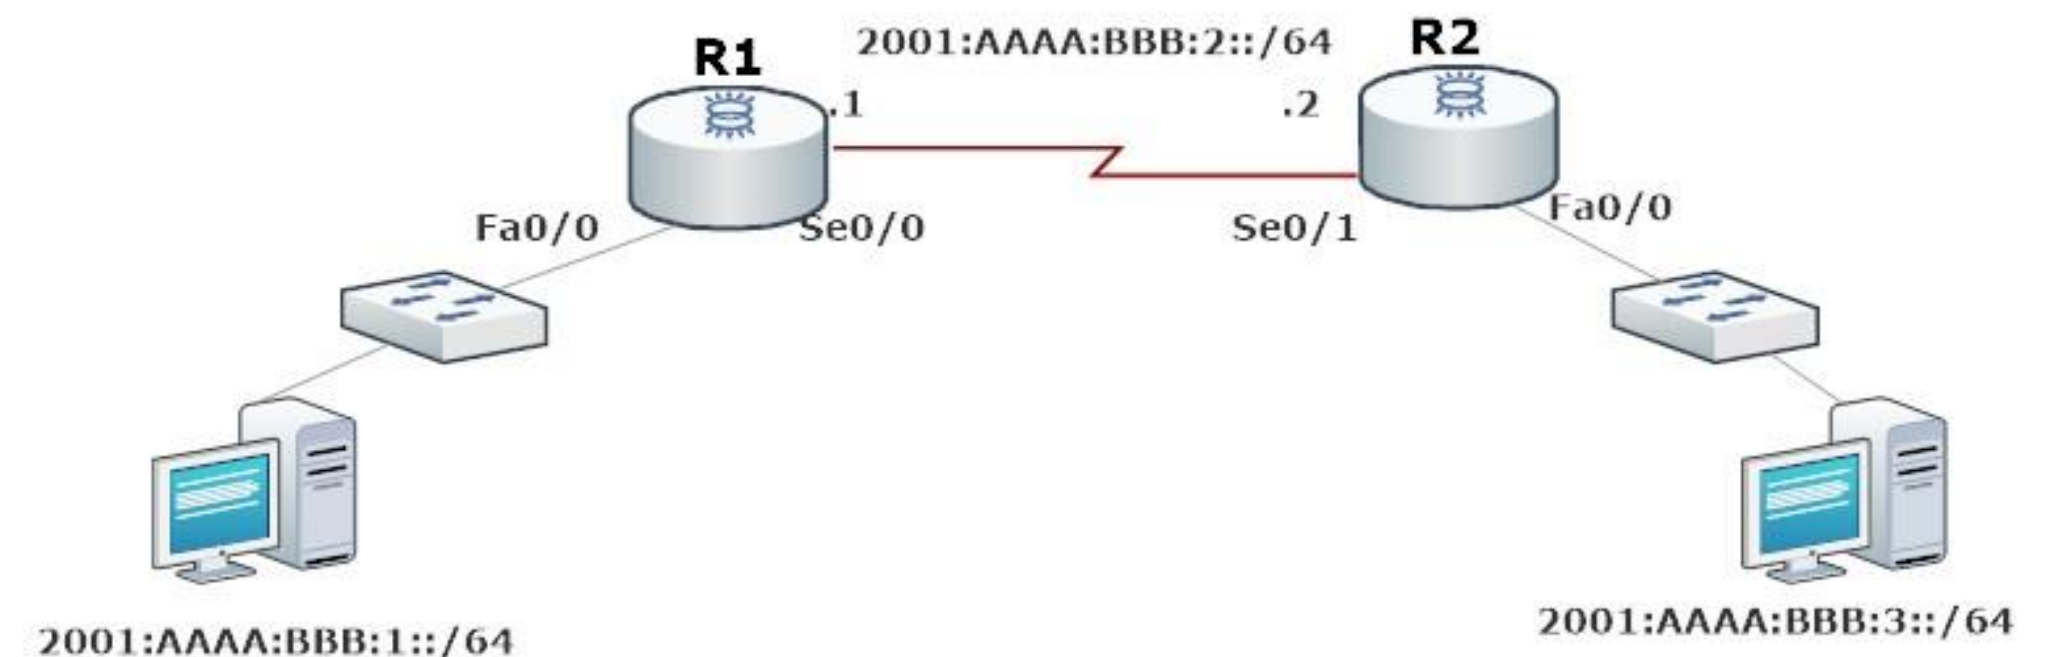 R1
2001:AAAA:BBB:2::/64
R2
.1
.2
Fa0/0
Se0/0
Se0/1
Fa0/0
2001:AAAA:BBB:1::/64
2001:AAAA:BBB:3::/64